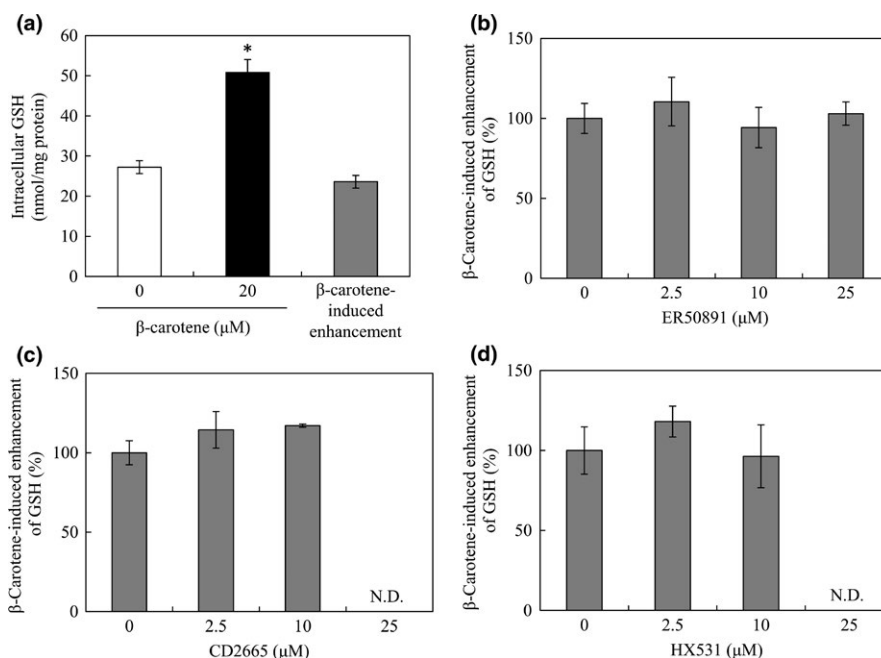 (a)
60
50
40
30
20
10
0
Intracellular GSH
(nmol/mg protein)
*
0
20
β-carotene (μM)
β-carotene-
induced
enhancement
(b)
150
100
50
0
β-Carotene-induced enhancement
of GSH (%)
0
2.5
10
25
ER50891 (μM)
(c)
150
100
50
0
β-Carotene-induced enhancement
of GSH (%)
N.D.
0
2.5
10
25
CD2665 (μM)
(d)
150
100
50
0
β-Carotene-induced enhancement
of GSH (%)
N.D.
0
2.5
10
25
HX531 (μM)